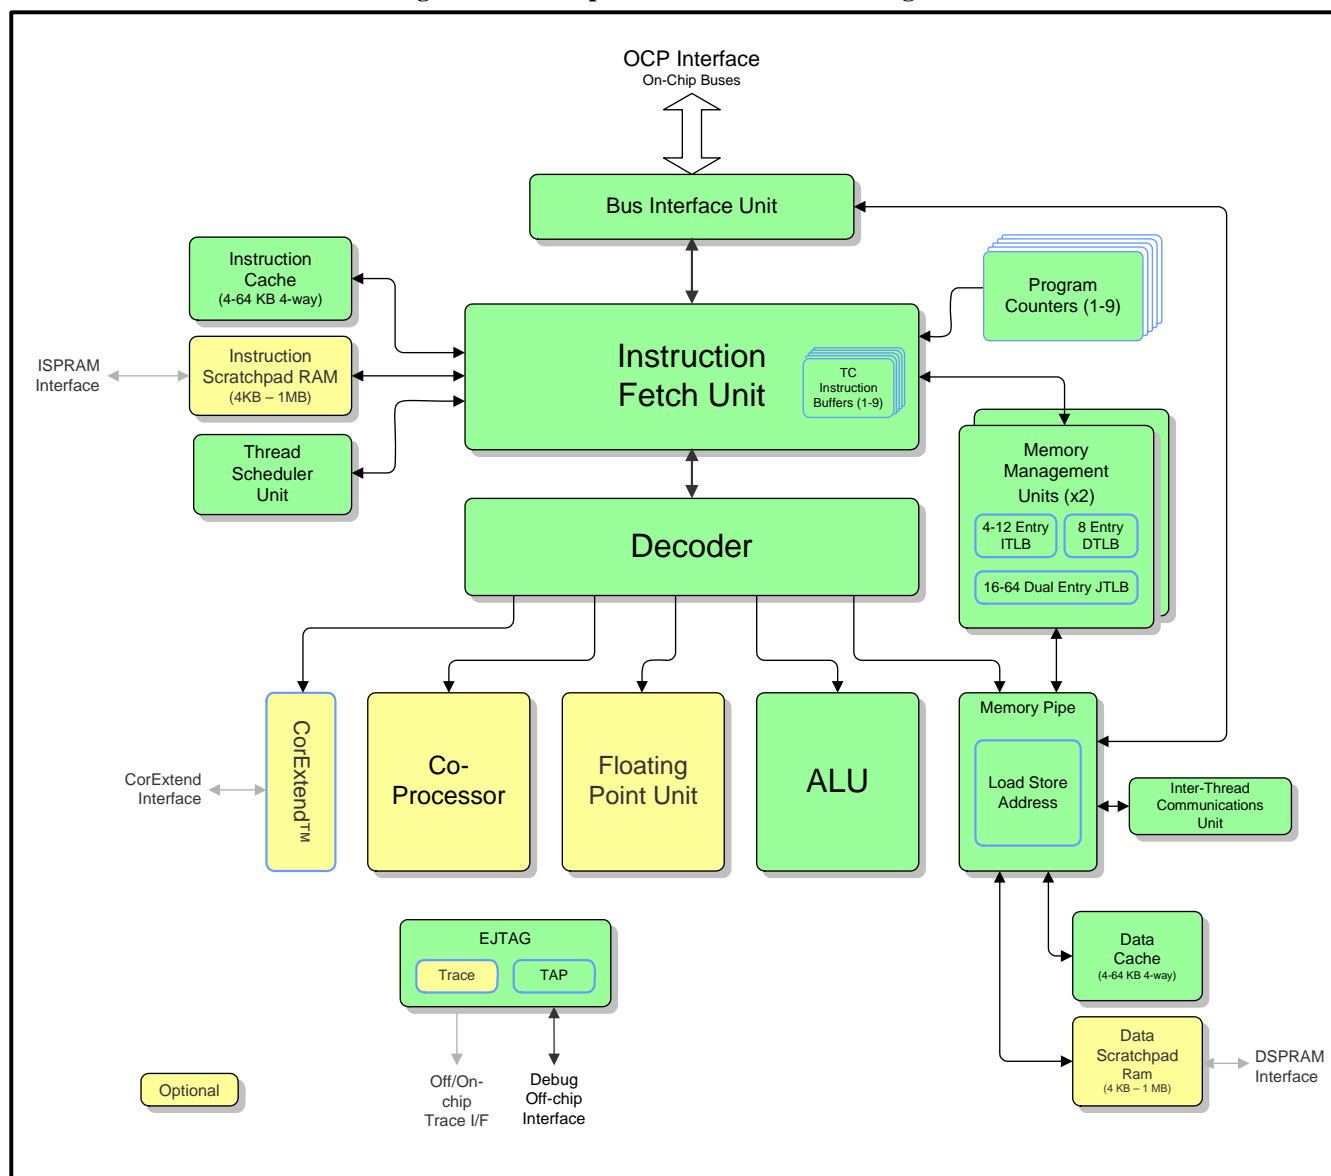 OCP Interface
On-Chip Buses
Bus Interface Unit
Instruction
Cache
(4-64 KB 4-way)
Program
Counters (1-9)
ISPRAM
Interface
Instruction
Scratchpad RAM
(4KB – 1MB)
Instruction
Fetch Unit
TC
Instruction
Buffers (1-9)
Thread
Scheduler
Unit
Memory
Management
Units (x2)
4-12 Entry
ITLB
8 Entry
DTLB
16-64 Dual Entry JTLB
Decoder
CorExtend
Interface
CorExtend™
Co-
Processor
Floating
Point Unit
ALU
Memory Pipe
Load Store
Address
Inter-Thread
Communications
Unit
EJTAG
Trace
TAP
Data
Cache
(4-64 KB 4-way)
Data
Scratchpad
Ram
(4 KB – 1 MB)
DSPRAM
Interface
Optional
Off/On-
chip
Trace I/F
Debug
Off-chip
Interface